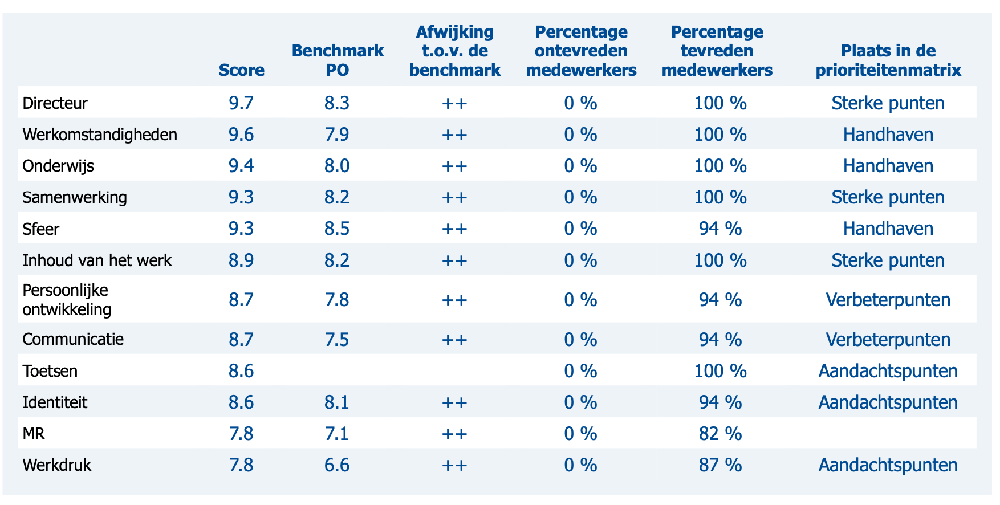 Score Benchmark PO Afwijking t.o.v. de benchmark Percentage ontevreden medewerkers Percentage tevreden medewerkers Plaats in de prioriteitenmatrix
Directeur 9.7 8.3 ++ 0 % 100 % Sterke punten
Werkomstandigheden 9.6 7.9 ++ 0 % 100 % Handhaven
Onderwijs 9.4 8.0 ++ 0 % 100 % Handhaven
Samenwerking 9.3 8.2 ++ 0 % 100 % Sterke punten
Sfeer 9.3 8.5 ++ 0 % 94 % Handhaven
Inhoud van het werk 8.9 8.2 ++ 0 % 100 % Sterke punten
Persoonlijke ontwikkeling 8.7 7.8 ++ 0 % 94 % Verbeterpunten
Communicatie 8.7 7.5 ++ 0 % 94 % Verbeterpunten
Toetsen 8.6 0 % 100 % Aandachtspunten
Identiteit 8.6 8.1 ++ 0 % 94 % Aandachtspunten
MR 7.8 7.1 ++ 0 % 82 %
Werkdruk 7.8 6.6 ++ 0 % 87 % Aandachtspunten